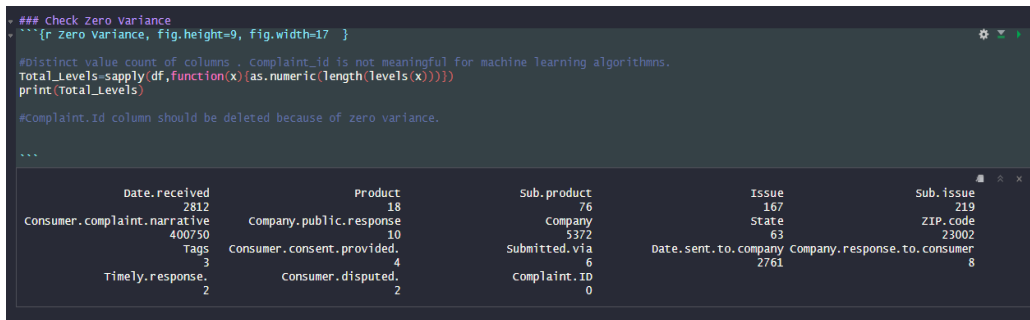 ### Check Zero Variance
```{r Zero Variance, fig.height=9, fig.width=17  }
#Distinct value count of columns . Complaint_id is not meaningful for machine learning algorithmns.
Total_Levels=sapply(df,function(x){as.numeric(length(levels(x)))})
print(Total_Levels)
#Complaint.Id column should be deleted because of zero variance.
```
Date.received Product Sub.product Issue Sub.issue
2812 18 76 167 219
Consumer.complaint.narrative Company.public.response Company State ZIP.code
400750 10 5372 63 23002
Tags Consumer.consent.provided. Submitted.via Date.sent.to.company Company.response.to.consumer
3 4 6 2761 8
Timely.response. Consumer.disputed. Complaint.ID
2 2 0